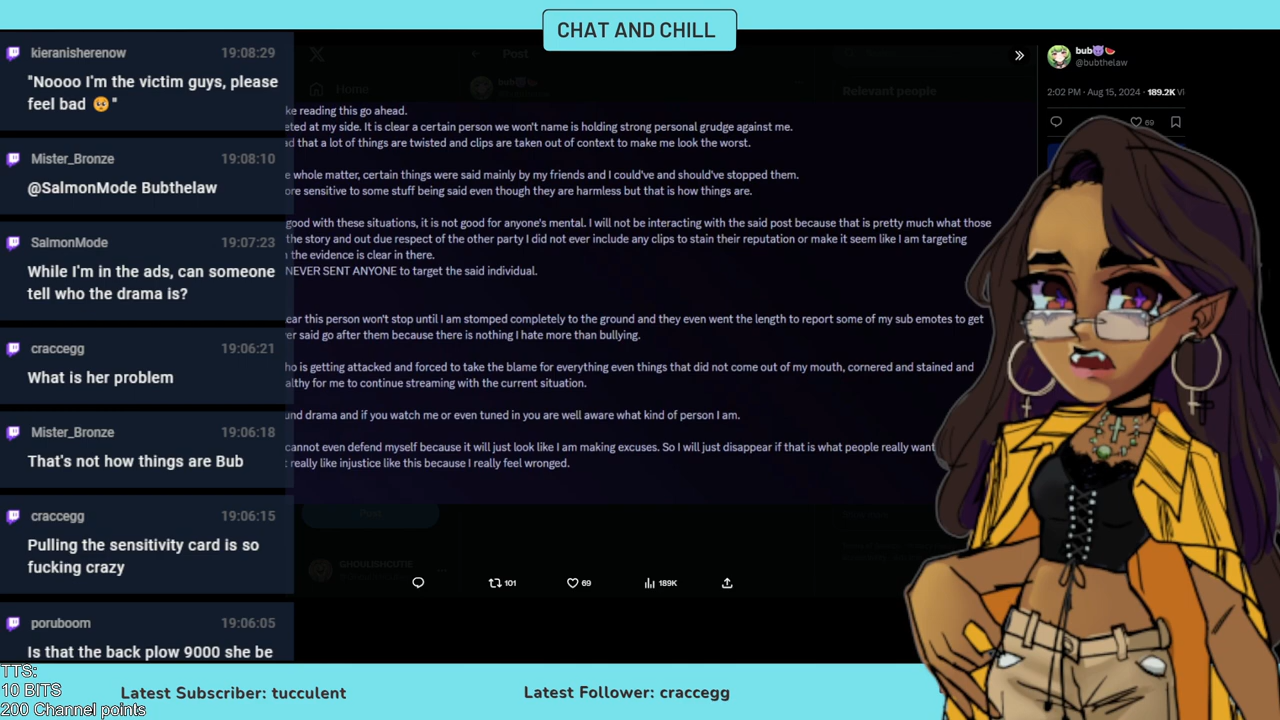 CHAT AND CHILL
kieranisherenow 19:08:29
"Noooo I'm the victim guys, please
feel bad 🥺"
Mister_Bronze 19:08:10
@SalmonMode Bubthelaw
SalmonMode 19:07:23
While I'm in the ads, can someone
tell who the drama is?
craccegg 19:06:21
What is her problem
Mister_Bronze 19:06:18
That's not how things are Bub
craccegg 19:06:15
Pulling the sensitivity card is so
fucking crazy
poruboom 19:06:05
Is that the back plow 9000 she be
Post
Home
Relevant people
reading this go ahead.
at my side. It is clear a certain person we won't name is holding strong personal grudge against me.
that a lot of things are twisted and clips are taken out of context to make me look the worst.
whole matter, certain things were said mainly by my friends and I could've and should've stopped them.
sensitive to some stuff being said even though they are harmless but that is how things are.
good with these situations, it is not good for anyone's mental. I will not be interacting with the said post because that is pretty much what those
the story and out due respect of the other party I did not ever include any clips to stain their reputation or make it seem like I am targeting
the evidence is clear in there.
NEVER SENT ANYONE to target the said individual.
this person won't stop until I am stomped completely to the ground and they even went the length to report some of my sub emotes to get
said go after them because there is nothing I hate more than bullying.
is getting attacked and forced to take the blame for everything even things that did not come out of my mouth, cornered and stained and
for me to continue streaming with the current situation.
drama and if you watch me or even tuned in you are well aware what kind of person I am.
cannot even defend myself because it will just look like I am making excuses. So I will just disappear if that is what people really want
really like injustice like this because I really feel wronged.
Post
GHOULISHCUTIE
101 69 189K
bub😈🍉
@bubthelaw
2:02 PM · Aug 15, 2024 · 189.2K Vi
69
TTS:
10 BITS
200 Channel points
Latest Subscriber: tucculent
Latest Follower: craccegg